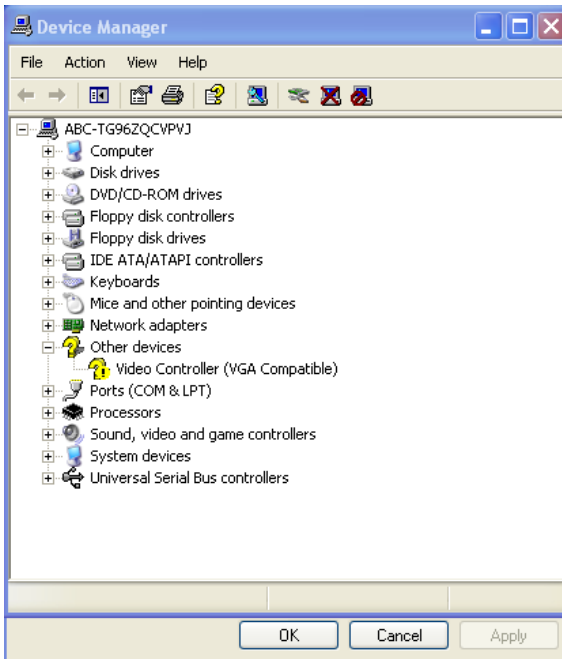 Device Manager
File Action View Help
ABC-TG96ZQCVPVJ
Computer
Disk drives
DVD/CD-ROM drives
Floppy disk controllers
Floppy disk drives
IDE ATA/ATAPI controllers
Keyboards
Mice and other pointing devices
Network adapters
Other devices
Video Controller (VGA Compatible)
Ports (COM & LPT)
Processors
Sound, video and game controllers
System devices
Universal Serial Bus controllers
OK Cancel Apply